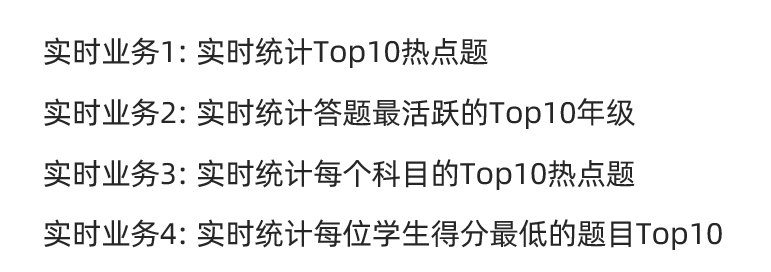 实时业务1: 实时统计Top10热点题
实时业务2: 实时统计答题最活跃的Top10年级
实时业务3: 实时统计每个科目的Top10热点题
实时业务4: 实时统计每位学生得分最低的题目Top10